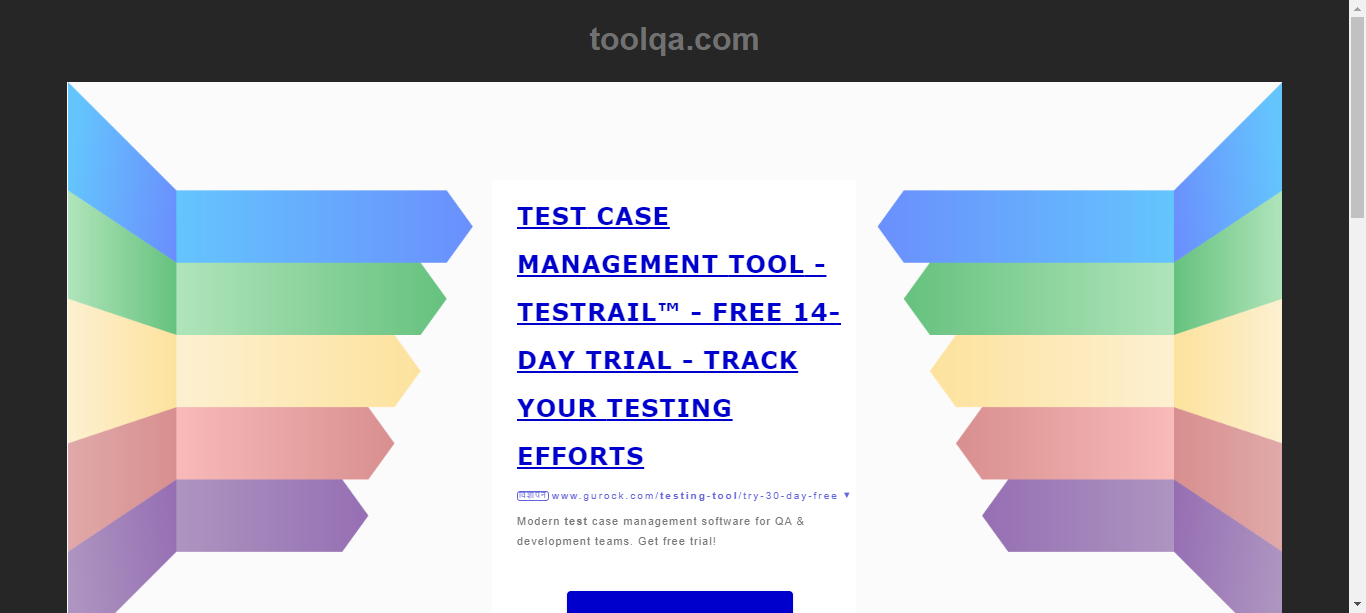 toolqa.com
TEST CASE
MANAGEMENT TOOL -
TESTRAIL™ - FREE 14-
DAY TRIAL - TRACK
YOUR TESTING
EFFORTS
विज्ञापन www.gurock.com/testing-tool/try-30-day-free ▼
Modern test case management software for QA &
development teams. Get free trial!